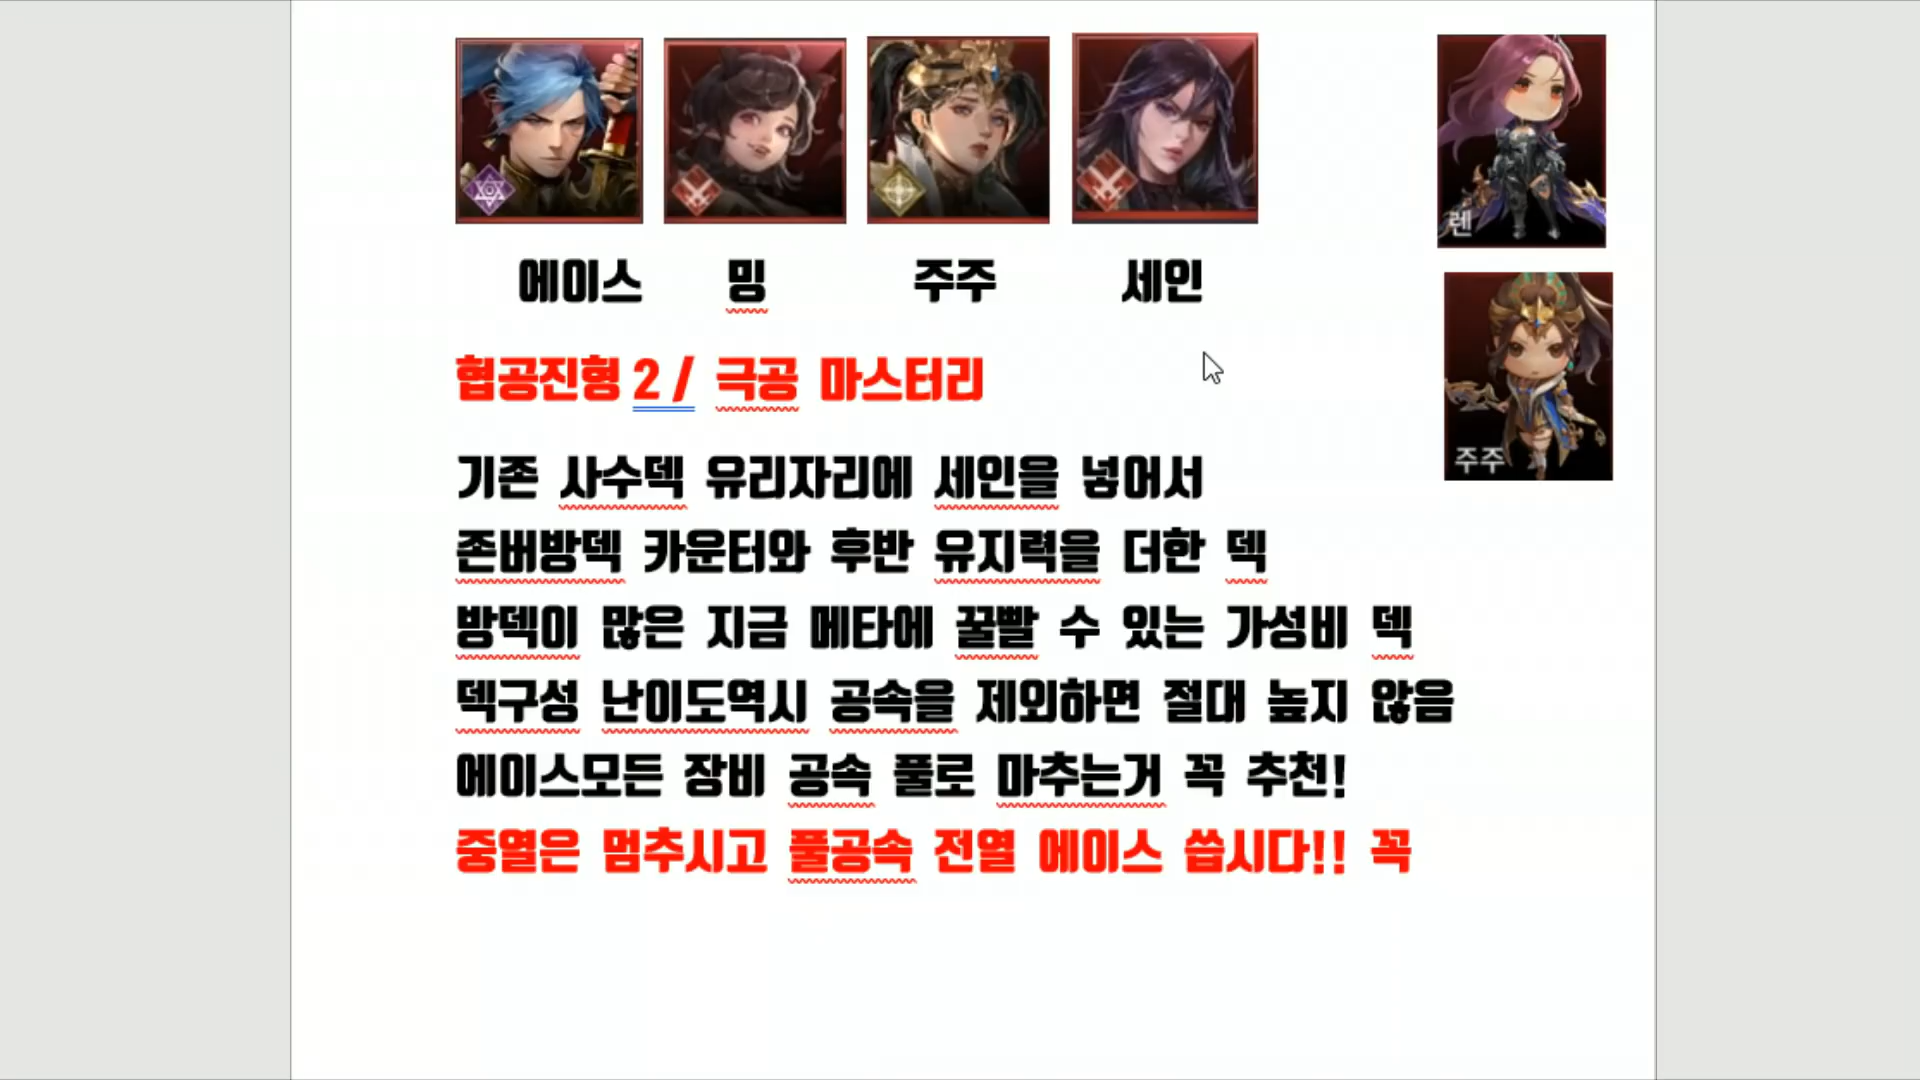 에이스 밍 주주 세인
렌
주주
협공진형 2 / 극공 마스터리
기존 사수덱 유리자리에 세인을 넣어서
존버방덱 카운터와 후반 유지력을 더한 덱
방덱이 많은 지금 메타에 꿀빨 수 있는 가성비 덱
덱구성 난이도역시 공속을 제외하면 절대 높지 않음
에이스모든 장비 공속 풀로 마추는거 꼭 추천!
중열은 멈추시고 풀공속 전열 에이스 씁시다!! 꼭